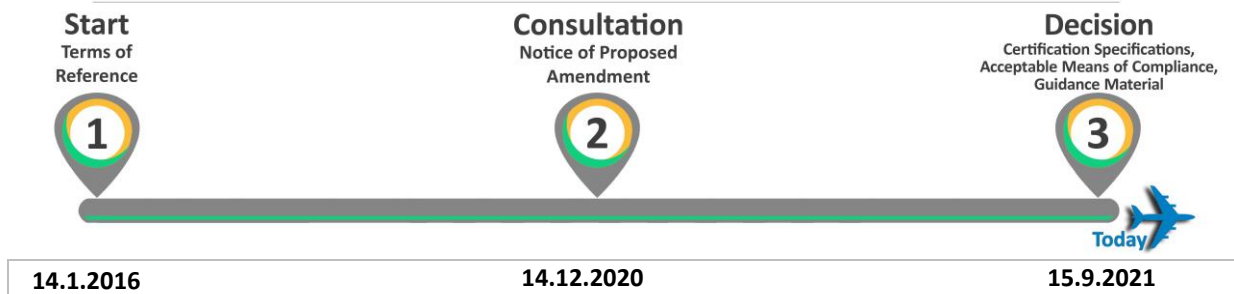 Start
Terms of
Reference
1
Consultation
Notice of Proposed
Amendment
2
Decision
Certification Specifications,
Acceptable Means of Compliance,
Guidance Material
3
Today
14.1.2016
14.12.2020
15.9.2021